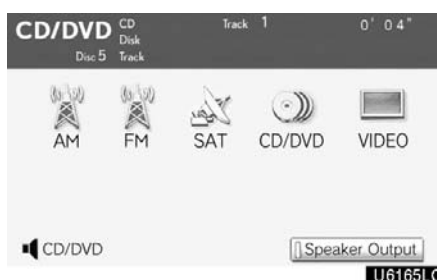 CD/DVD CD Track 1 0' 04"
Disk
Disc 5 Track
AM FM SAT CD/DVD VIDEO
CD/DVD Speaker Output
U6165LC